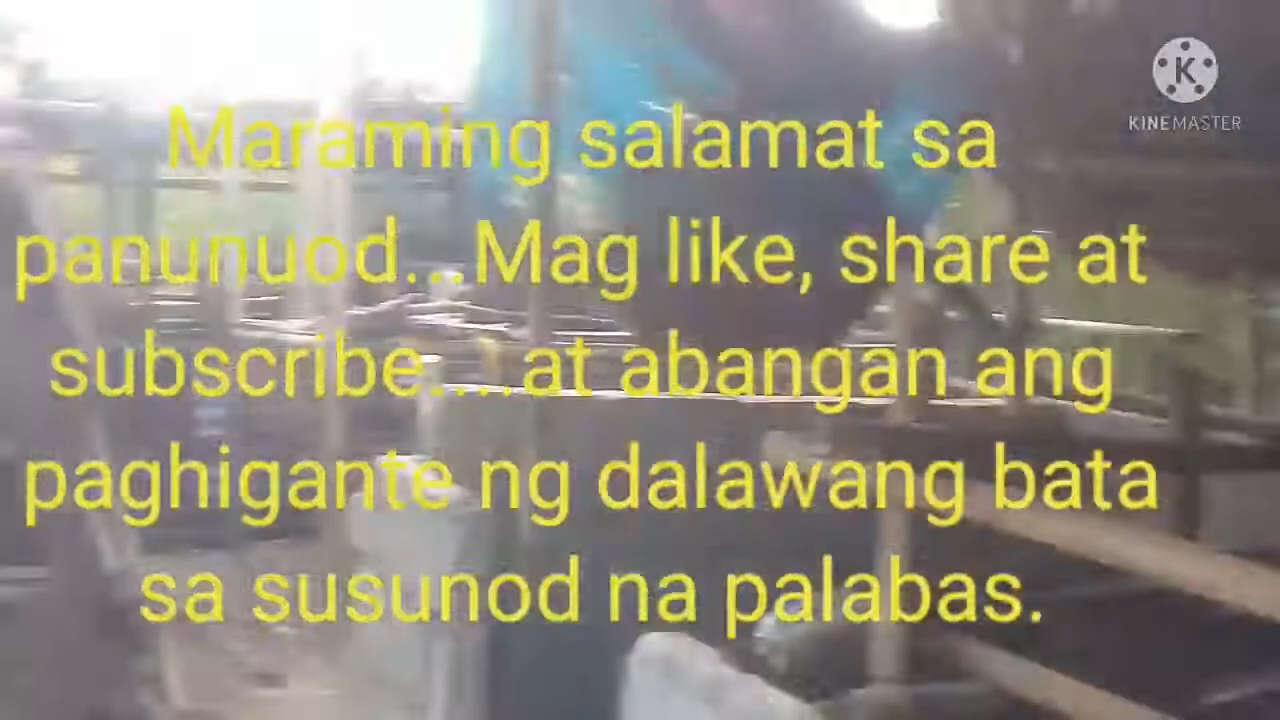 KINEMASTER
Maraming salamat sa
panunuod...Mag like, share at
subscribe....at abangan ang
paghigante ng dalawang bata
sa susunod na palabas.